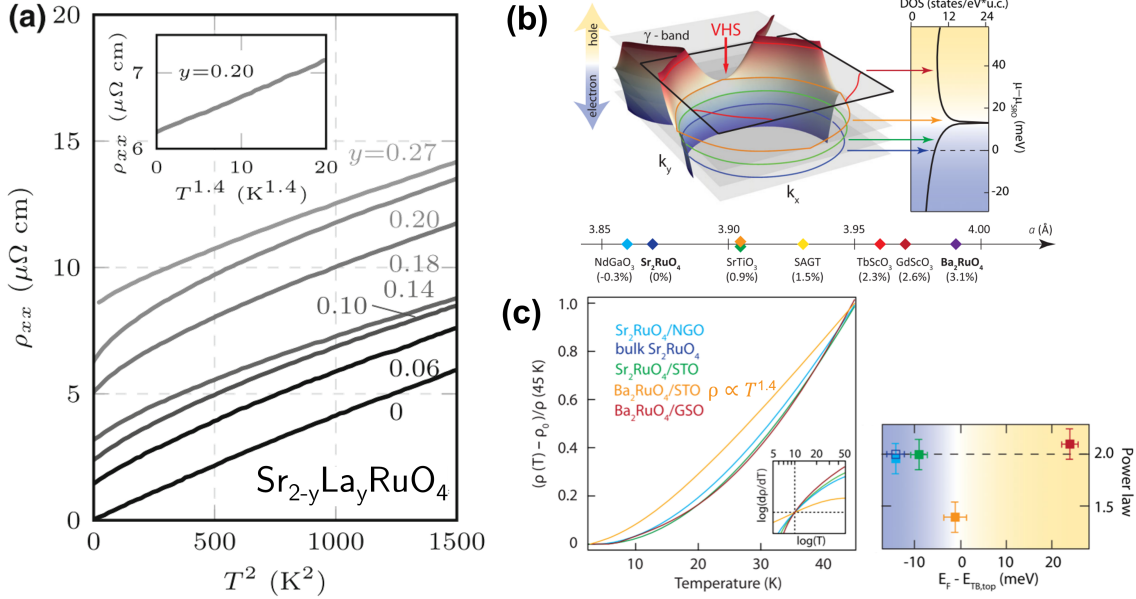 (a)
20
15
10
5
0
ρxx (μΩ cm)
0
500
1000
1500
T² (K²)
y=0.27
0.20
0.18
0.14
0.10
0.06
0
Sr2-yLayRuO4
y=0.20
7
6
ρxx (μΩ cm)
0
10
20
T^1.4 (K^1.4)
(b)
hole
electron
γ - band
VHS
ky
kx
DOS (states/eV*u.c.)
0 12 24
40
20
0
-20
μ–μSRO (meV)
3.85 3.90 3.95 4.00 a (Å)
NdGaO3 Sr2RuO4 SrTiO3 SAGT TbScO3 GdScO3 Ba2RuO4
(-0.3%) (0%) (0.9%) (1.5%) (2.3%) (2.6%) (3.1%)
(c)
1.0
0.8
0.6
0.4
0.2
0
(ρ (T) − ρ0)/ρ (45 K)
Sr2RuO4/NGO
bulk Sr2RuO4
Sr2RuO4/STO
Ba2RuO4/STO ρ ∝ T^1.4
Ba2RuO4/GSO
5 10 20 50
log(dρ/dT)
log(T)
10 20 30 40
Temperature (K)
2.0
1.5
Power law
-10 0 10 20
EF - ETB,top (meV)